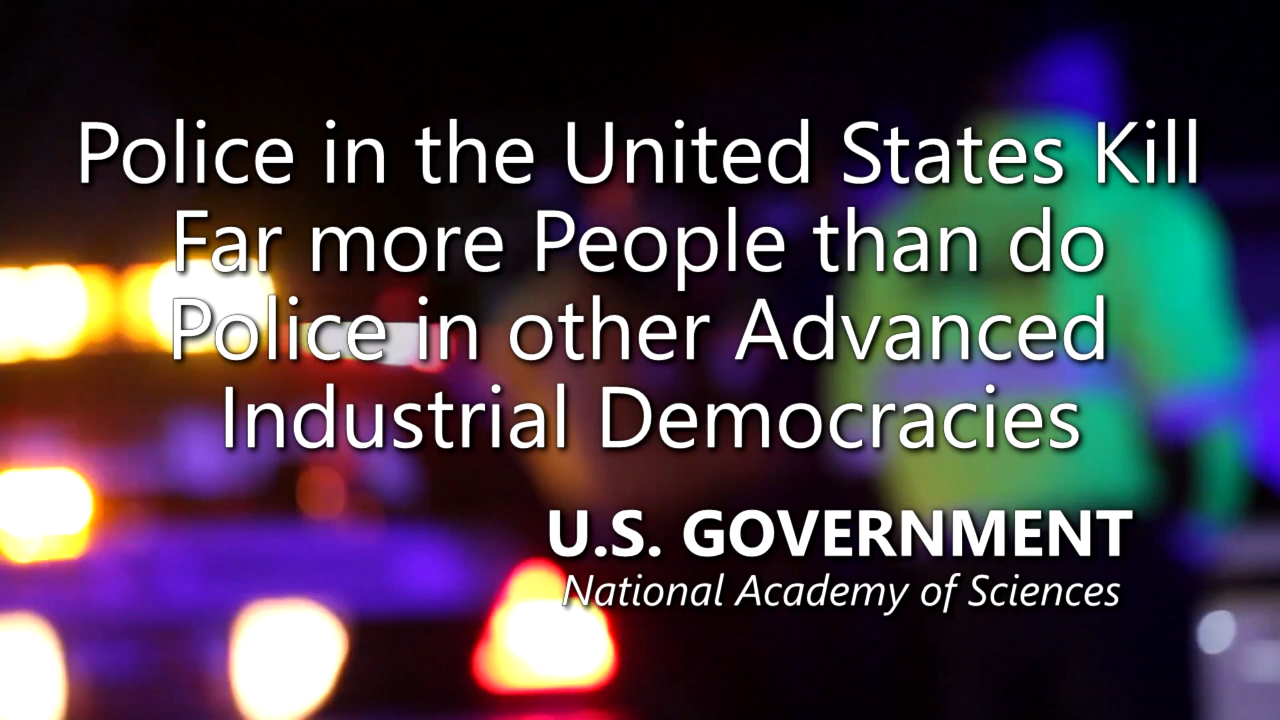 Police in the United States Kill
Far more People than do
Police in other Advanced
Industrial Democracies
U.S. GOVERNMENT
National Academy of Sciences